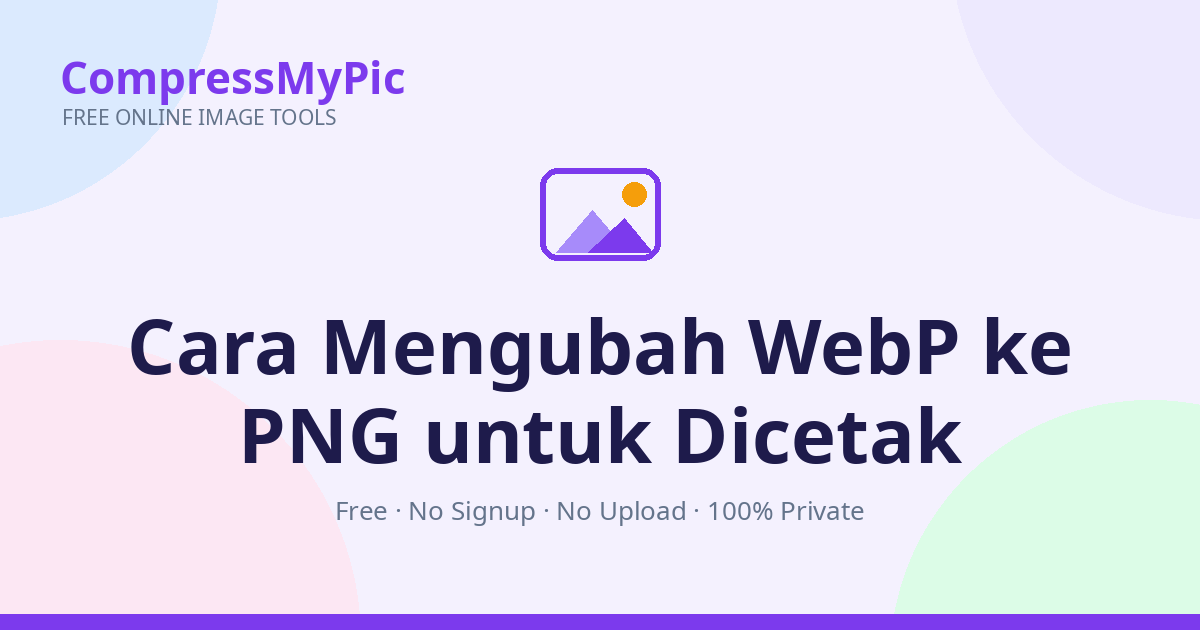 CompressMyPic
FREE ONLINE IMAGE TOOLS
Cara Mengubah WebP ke
PNG untuk Dicetak
Free · No Signup · No Upload · 100% Private